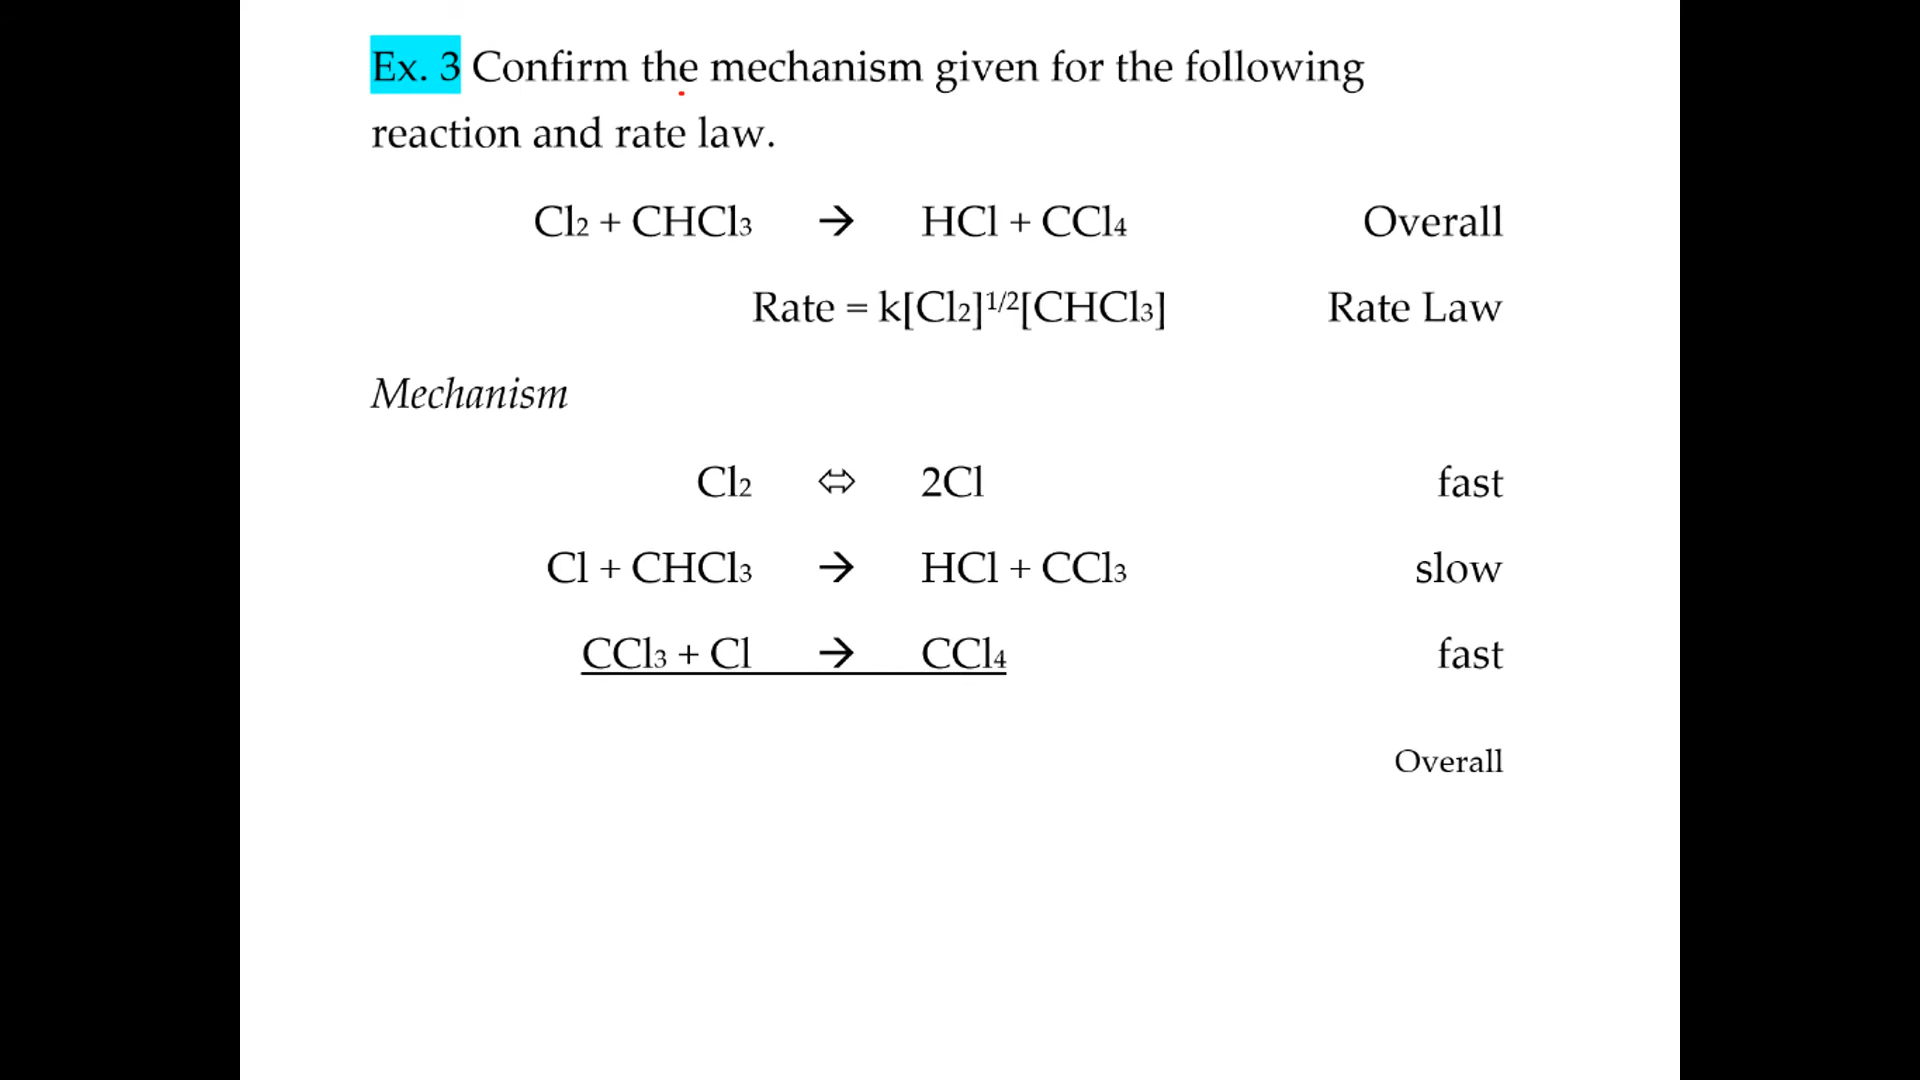 Ex. 3 Confirm the mechanism given for the following
reaction and rate law.
Cl₂ + CHCl₃ → HCl + CCl₄ Overall
Rate = k[Cl₂]¹/²[CHCl₃] Rate Law
Mechanism
Cl₂ ⇔ 2Cl fast
Cl + CHCl₃ → HCl + CCl₃ slow
CCl₃ + Cl → CCl₄ fast
Overall